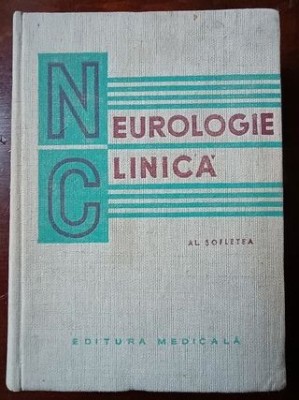 NEUROLOGIE
CLINICĂ
AL. ȘOFLETEA
EDITURA MEDICALĂ